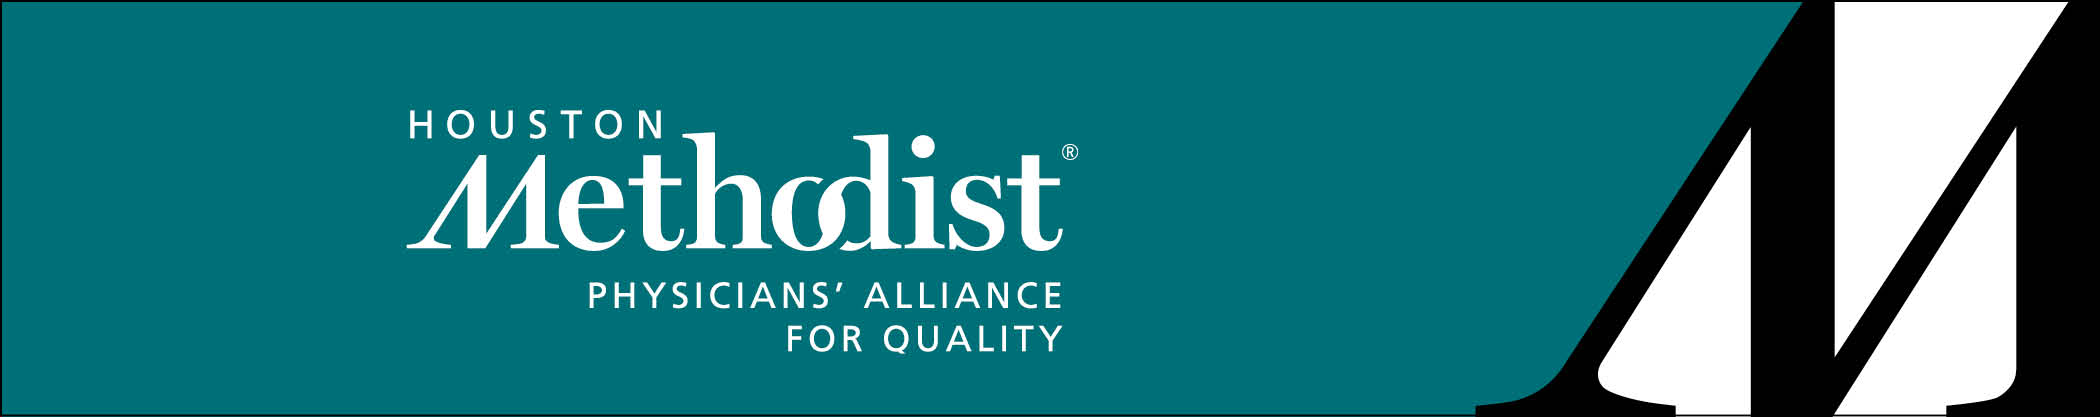 HOUSTON
Methodist®
PHYSICIANS’ ALLIANCE
FOR QUALITY
M